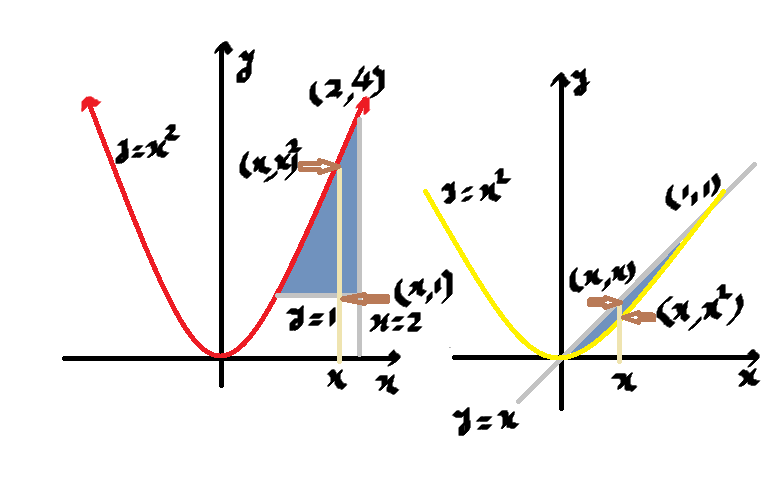 y
(2,4)
y=x²
(x,x²)
(x,1)
y=1
x=2
x
x
y
y=x²
(1,1)
(x,x)
(x,x²)
x
x
y=x